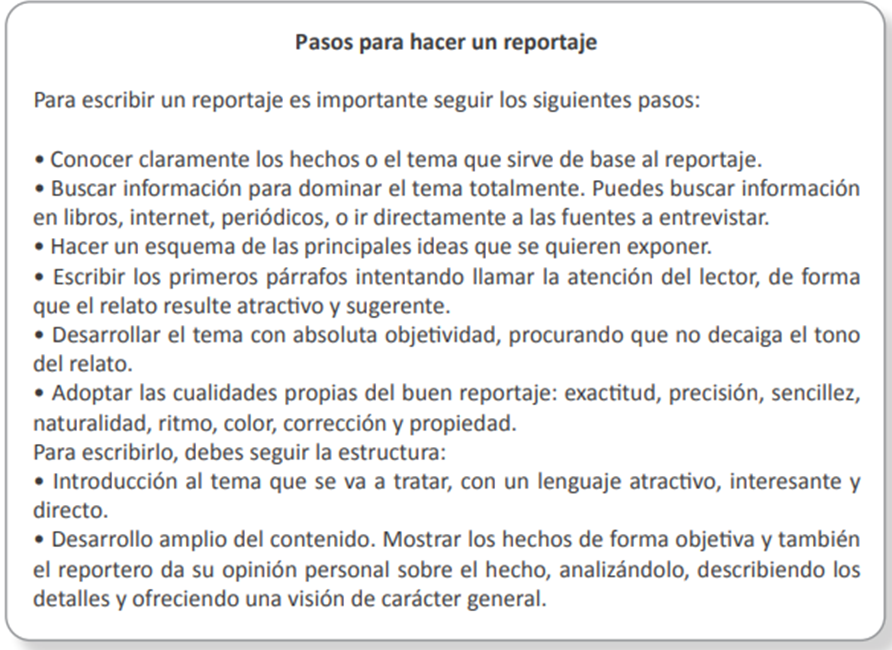 Pasos para hacer un reportaje
Para escribir un reportaje es importante seguir los siguientes pasos:
• Conocer claramente los hechos o el tema que sirve de base al reportaje.
• Buscar información para dominar el tema totalmente. Puedes buscar información
en libros, internet, periódicos, o ir directamente a las fuentes a entrevistar.
• Hacer un esquema de las principales ideas que se quieren exponer.
• Escribir los primeros párrafos intentando llamar la atención del lector, de forma
que el relato resulte atractivo y sugerente.
• Desarrollar el tema con absoluta objetividad, procurando que no decaiga el tono
del relato.
• Adoptar las cualidades propias del buen reportaje: exactitud, precisión, sencillez,
naturalidad, ritmo, color, corrección y propiedad.
Para escribirlo, debes seguir la estructura:
• Introducción al tema que se va a tratar, con un lenguaje atractivo, interesante y
directo.
• Desarrollo amplio del contenido. Mostrar los hechos de forma objetiva y también
el reportero da su opinión personal sobre el hecho, analizándolo, describiendo los
detalles y ofreciendo una visión de carácter general.